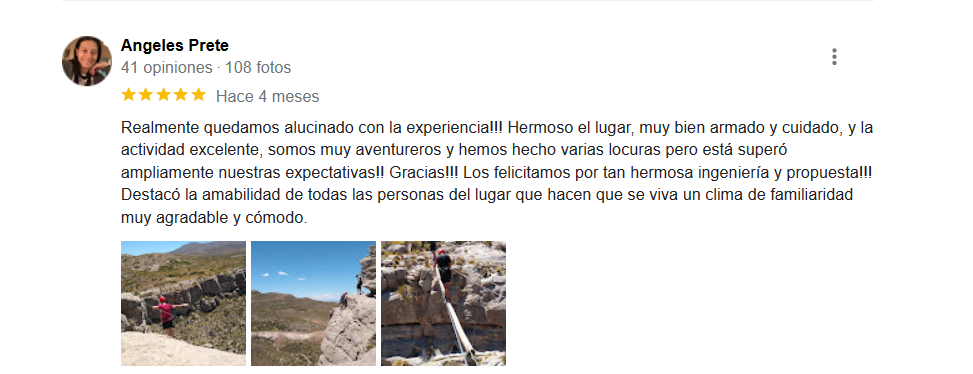 Angeles Prete
41 opiniones · 108 fotos
Hace 4 meses
Realmente quedamos alucinado con la experiencia!!! Hermoso el lugar, muy bien armado y cuidado, y la
actividad excelente, somos muy aventureros y hemos hecho varias locuras pero está superó
ampliamente nuestras expectativas!! Gracias!!! Los felicitamos por tan hermosa ingeniería y propuesta!!!
Destacó la amabilidad de todas las personas del lugar que hacen que se viva un clima de familiaridad
muy agradable y cómodo.